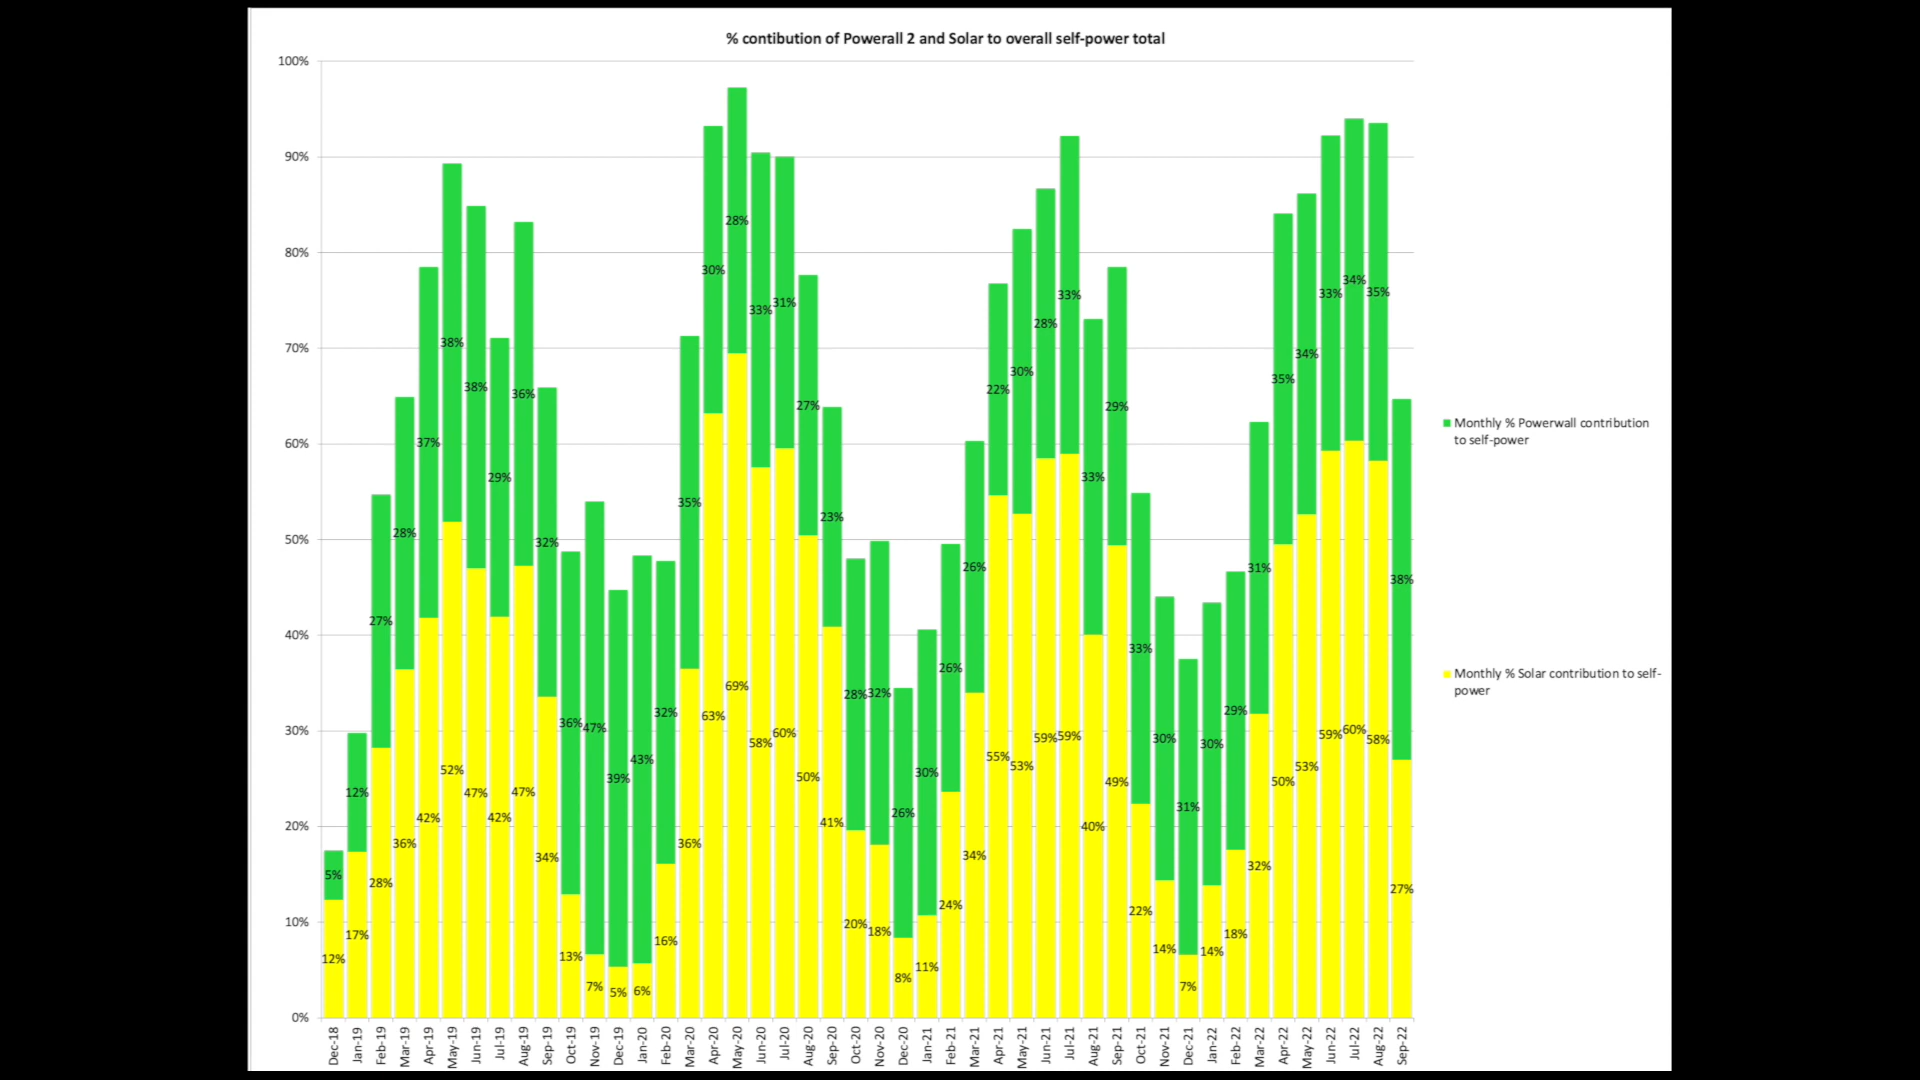 % contibution of Powerall 2 and Solar to overall self-power total
100%
90%
80%
70%
60%
50%
40%
30%
20%
10%
0%
5% 12% 27% 28% 37% 38% 38% 29% 36% 32% 36% 47% 39% 43% 32% 35% 30% 28% 33% 31% 27% 23% 28% 32% 26% 30% 26% 26% 22% 30% 28% 33% 33% 29% 33% 30% 31% 30% 29% 31% 35% 34% 33% 34% 35% 38%
12% 17% 28% 36% 42% 52% 47% 42% 47% 34% 13% 7% 5% 6% 16% 36% 63% 69% 58% 60% 50% 41% 20% 18% 8% 11% 24% 34% 55% 53% 59% 59% 40% 49% 22% 14% 7% 14% 18% 32% 50% 53% 59% 60% 58% 27%
Dec-18 Jan-19 Feb-19 Mar-19 Apr-19 May-19 Jun-19 Jul-19 Aug-19 Sep-19 Oct-19 Nov-19 Dec-19 Jan-20 Feb-20 Mar-20 Apr-20 May-20 Jun-20 Jul-20 Aug-20 Sep-20 Oct-20 Nov-20 Dec-20 Jan-21 Feb-21 Mar-21 Apr-21 May-21 Jun-21 Jul-21 Aug-21 Sep-21 Oct-21 Nov-21 Dec-21 Jan-22 Feb-22 Mar-22 Apr-22 May-22 Jun-22 Jul-22 Aug-22 Sep-22
Monthly % Powerwall contribution
to self-power
Monthly % Solar contribution to self-
power